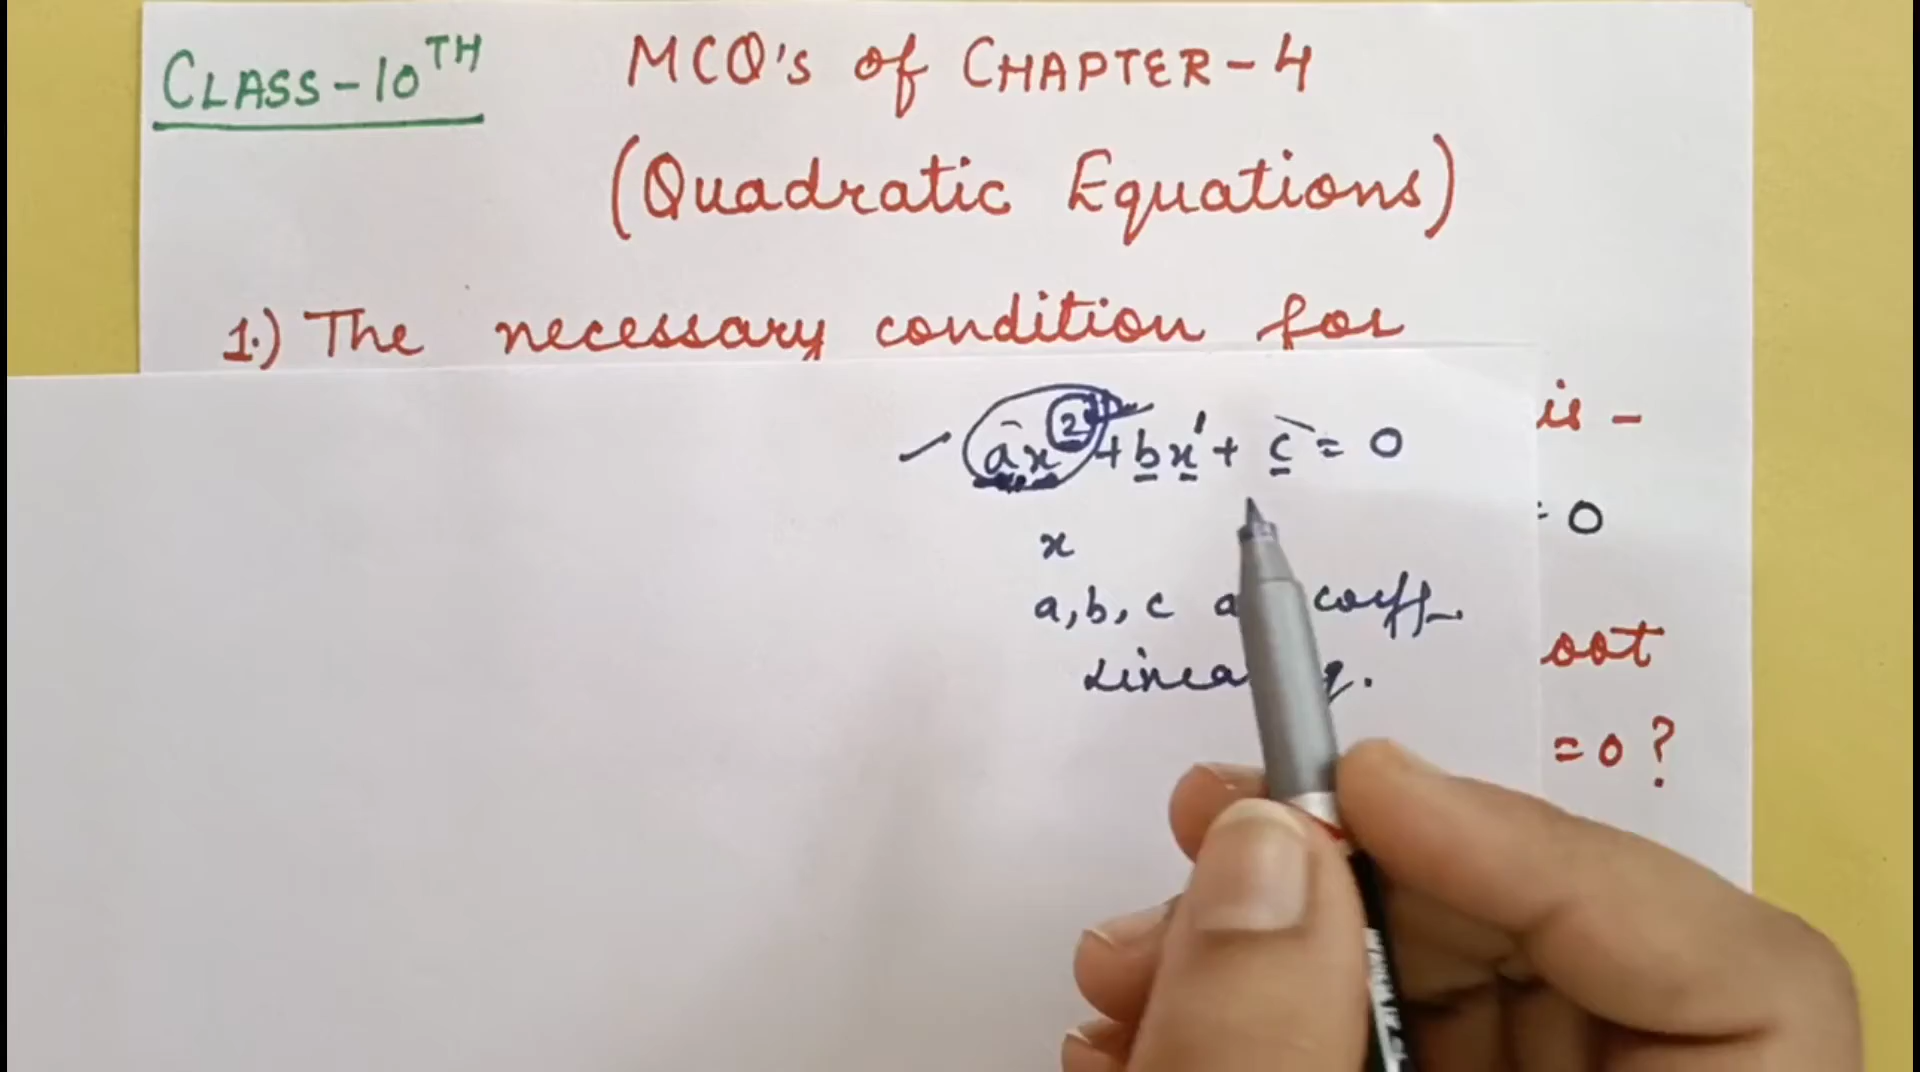 CLASS-10TH
MCQ's of CHAPTER-4
(Quadratic Equations)
1.) The necessary condition for
is -
ax²+bx¹+ c = 0
= 0
x
a, b, c coeff.
oot
= 0 ?